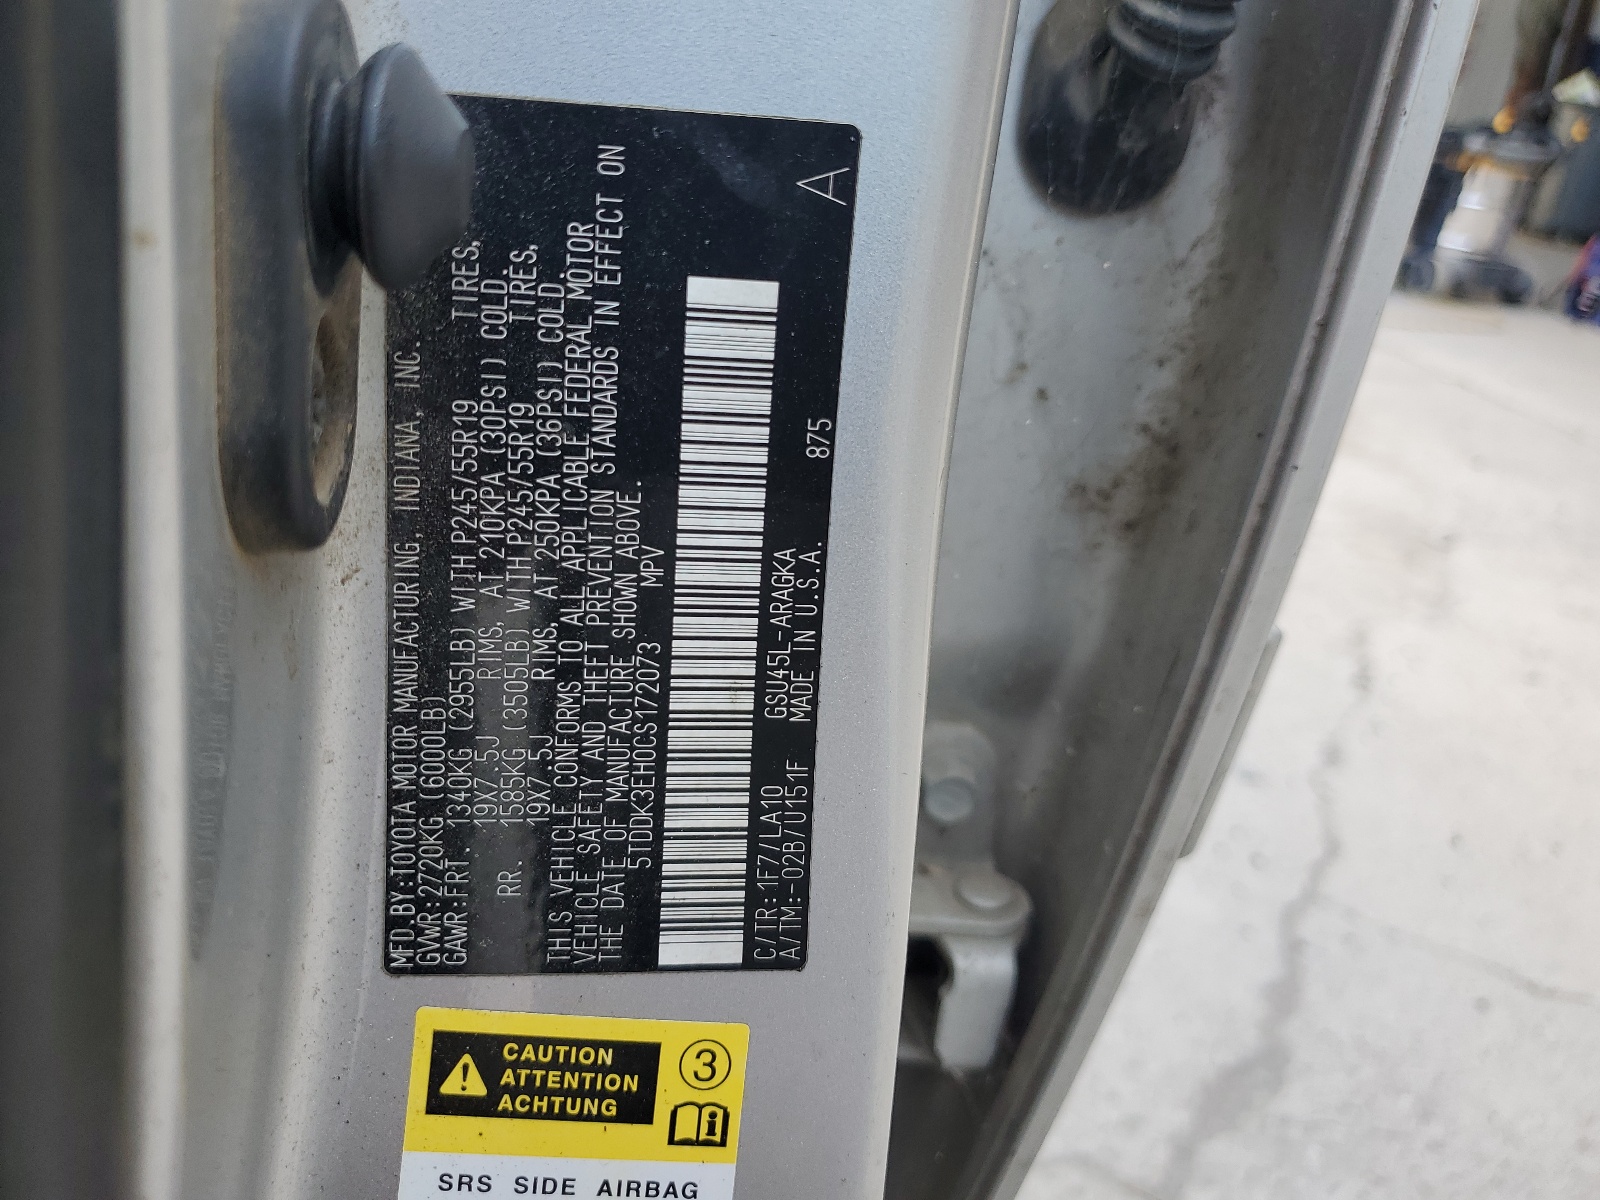 MFD.BY:TOYOTA MOTOR MANUFACTURING, INDIANA, INC.
GVWR:2720KG (6000LB)
GAWR:FRT. 1340KG (2955LB) WITH P245/55R19 TIRES,
19X7.5J RIMS, AT 210KPA (30PSI) COLD.
RR. 1585KG (3505LB) WITH P245/55R19 TIRES,
19X7.5J RIMS, AT 250KPA (36PSI) COLD.
THIS VEHICLE CONFORMS TO ALL APPLICABLE FEDERAL MOTOR
VEHICLE SAFETY AND THEFT PREVENTION STANDARDS IN EFFECT ON
THE DATE OF MANUFACTURE SHOWN ABOVE.
5TDDK3EH0CS172073 MPV
C/TR:1F7/LA10 GSU45L-ARAGKA
A/TM:-02B/U151F MADE IN U.S.A. 875
A
CAUTION
ATTENTION
ACHTUNG
3
i
SRS SIDE AIRBAG